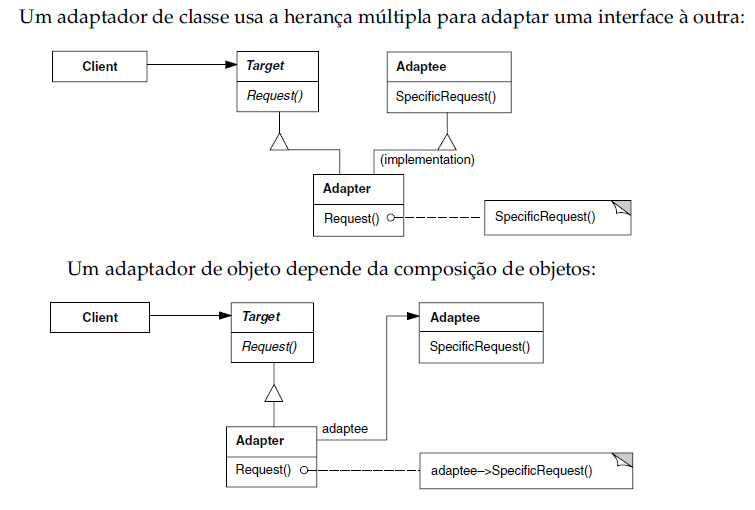 Um adaptador de classe usa a herança múltipla para adaptar uma interface à outra:
Client
Target
Request()
Adaptee
SpecificRequest()
(implementation)
Adapter
Request()
SpecificRequest()
Um adaptador de objeto depende da composição de objetos:
Client
Target
Request()
Adaptee
SpecificRequest()
adaptee
Adapter
Request()
adaptee–>SpecificRequest()